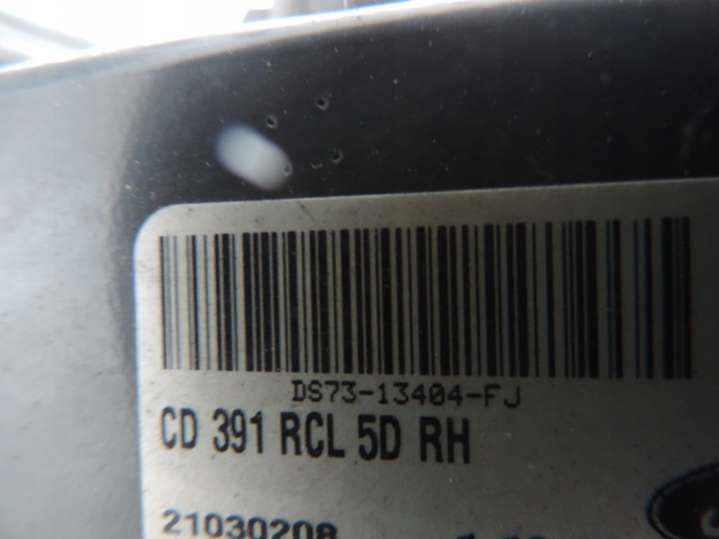 DS73-13404-FJ
CD 391 RCL 5D RH
21030208